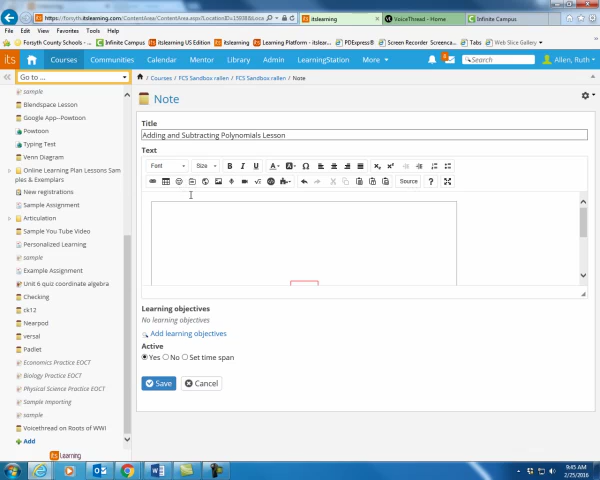 https://forsyth.itslearning.com/ContentArea/ContentArea.aspx?LocationID=15938&Loca
itslearning
VoiceThread - Home
Infinite Campus
File Edit View Favorites Tools Help
Forsyth County Schools - ... Infinite Campus itslearning US Edition itslearning Learning Platform - itslear... PDExpress® Screen Recorder Screenca... Tabs Web Slice Gallery
its Courses Communities Calendar Mentor Library Admin LearningStation More Search Allen, Ruth
Go to ...
/ Courses / FCS Sandbox rallen / FCS Sandbox rallen / Note
sample
Blendspace Lesson
Google App--Powtoon
Powtoon
Typing Test
Venn Diagram
Online Learning Plan Lessons Sam
ples & Exemplars
New registrations
Sample Assignment
Articulation
Sample You Tube Video
Personalized Learning
sample
Example Assignment
Unit 6 quiz coordinate algebra
Checking
ck12
Nearpod
versal
Padlet
Economics Practice EOCT
Biology Practice EOCT
Physical Science Practice EOCT
Sample Importing
sample
Voicethread on Roots of WWI
Add
its Learning
Note
Title
Adding and Subtracting Polynomials Lesson
Text
Font Size B I U A A Ω
Source ?
Learning objectives
No learning objectives
Add learning objectives
Active
Yes No Set time span
Save Cancel
9:45 AM
2/25/2016